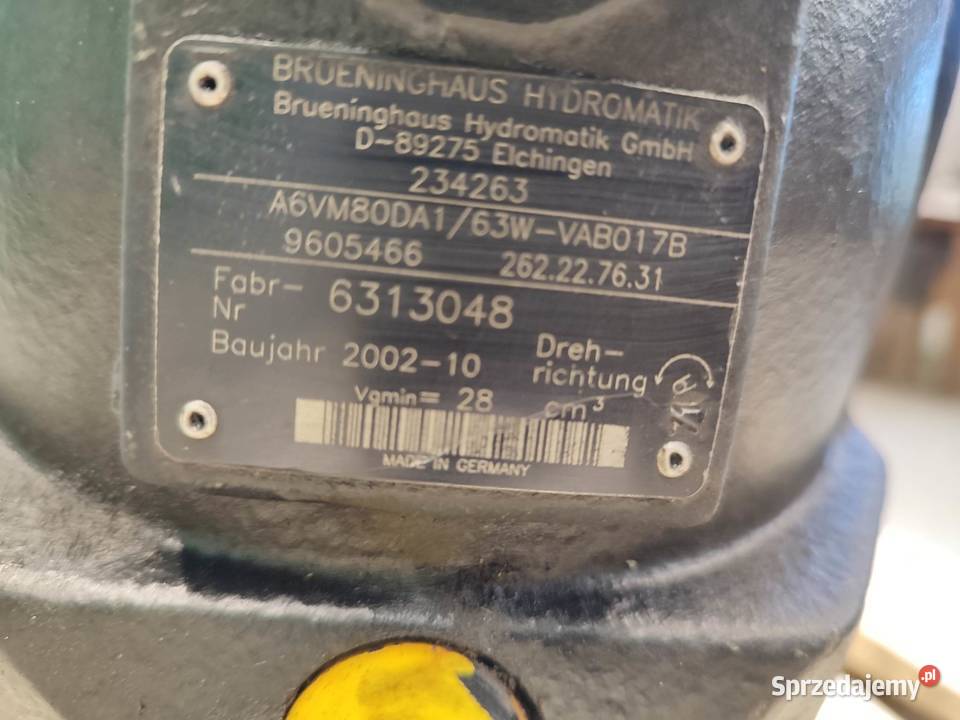 BRUENINGHAUS HYDROMATIK
Brueninghaus Hydromatik GmbH
D-89275 Elchingen
234263
A6VM80DA1/63W-VAB017B
9605466 262.22.76.31
Fabr-
Nr 6313048
Baujahr 2002-10 Dreh-
richtung
Vgmin= 28 cm³
MADE IN GERMANY
Sprzedajemy.pl